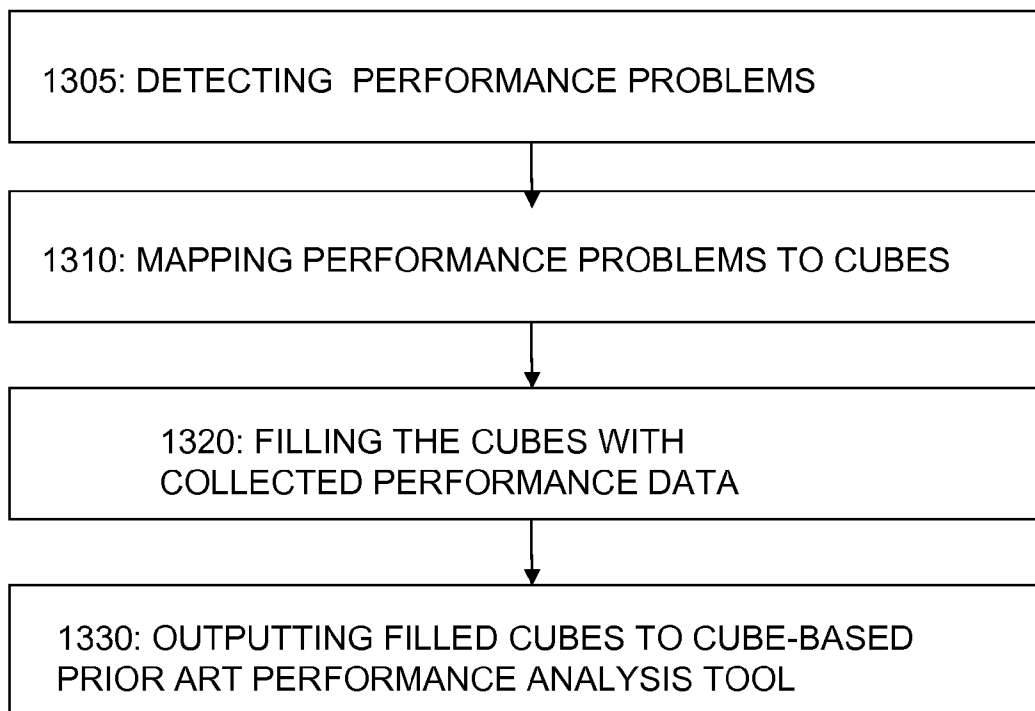 1305: DETECTING PERFORMANCE PROBLEMS
1310: MAPPING PERFORMANCE PROBLEMS TO CUBES
1320: FILLING THE CUBES WITH
COLLECTED PERFORMANCE DATA
1330: OUTPUTTING FILLED CUBES TO CUBE-BASED
PRIOR ART PERFORMANCE ANALYSIS TOOL